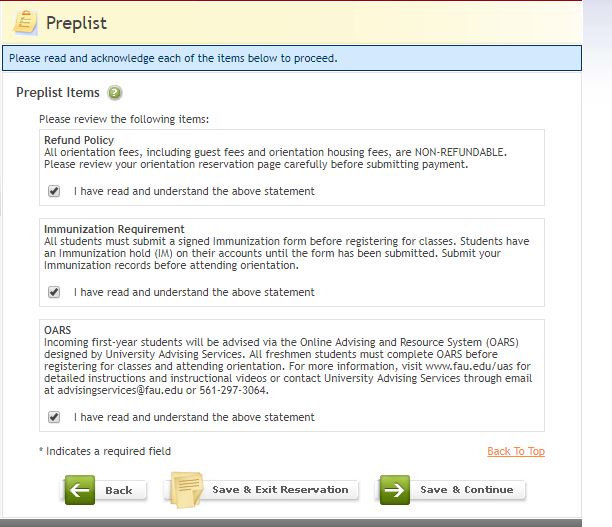 Preplist
Please read and acknowledge each of the items below to proceed.
Preplist Items ?
Please review the following items:
Refund Policy
All orientation fees, including guest fees and orientation housing fees, are NON-REFUNDABLE.
Please review your orientation reservation page carefully before submitting payment.
I have read and understand the above statement
Immunization Requirement
All students must submit a signed Immunization form before registering for classes. Students have
an Immunization hold (IM) on their accounts until the form has been submitted. Submit your
Immunization records before attending orientation.
I have read and understand the above statement
OARS
Incoming first-year students will be advised via the Online Advising and Resource System (OARS)
designed by University Advising Services. All freshmen students must complete OARS before
registering for classes and attending orientation. For more information, visit www.fau.edu/uas for
detailed instructions and instructional videos or contact University Advising Services through email
at advisingservices@fau.edu or 561-297-3064.
I have read and understand the above statement
* Indicates a required field
Back To Top
Back
Save & Exit Reservation
Save & Continue